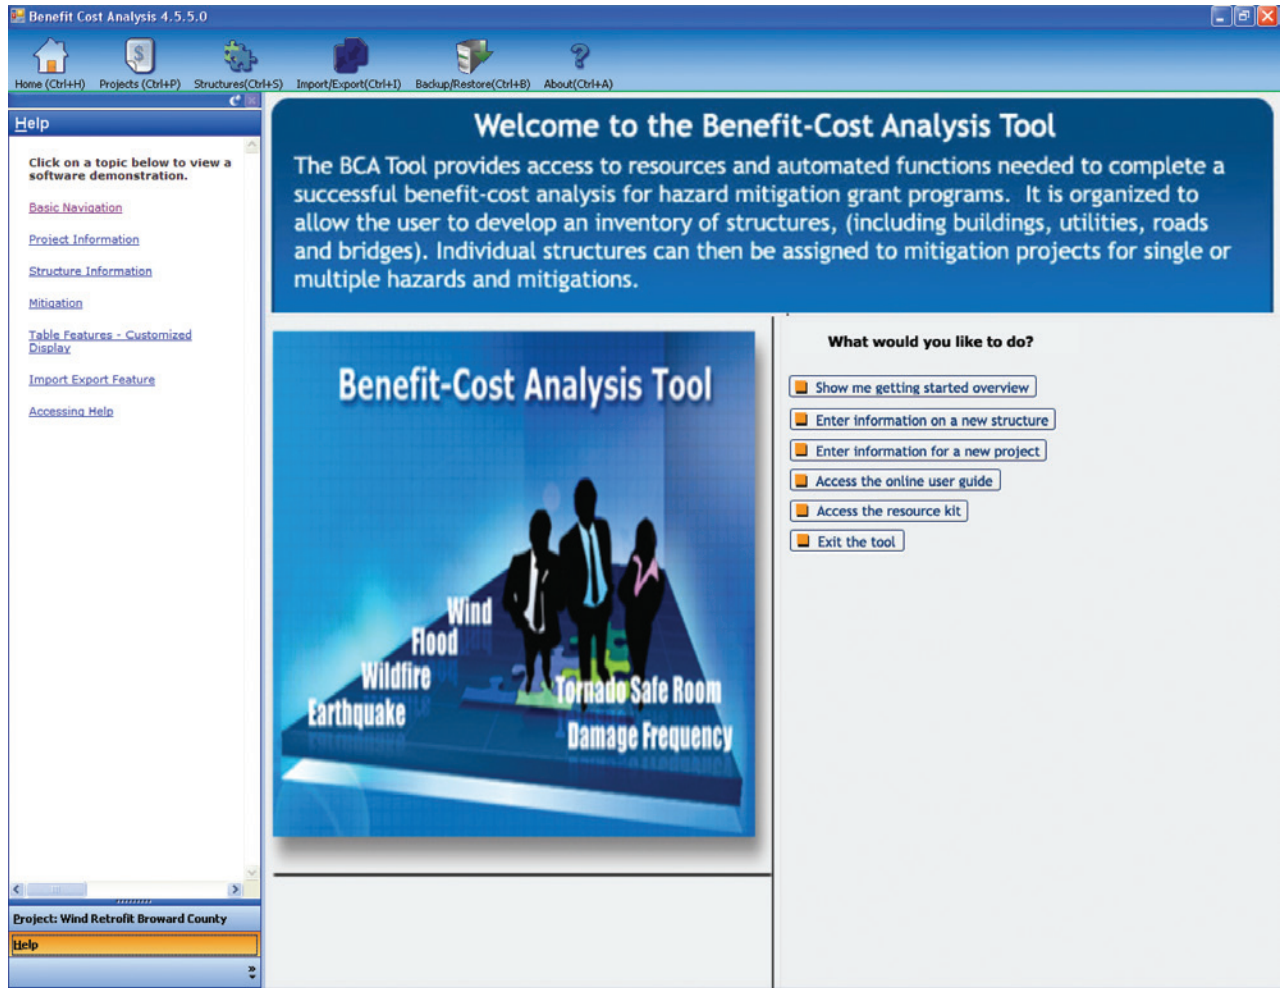 Benefit Cost Analysis 4.5.5.0
Home (Ctrl+H) Projects (Ctrl+P) Structures(Ctrl+S) Import/Export(Ctrl+I) Backup/Restore(Ctrl+B) About(Ctrl+A)
Help
Click on a topic below to view a
software demonstration.
Basic Navigation
Project Information
Structure Information
Mitigation
Table Features - Customized
Display
Import Export Feature
Accessing Help
Project: Wind Retrofit Broward County
Help
Welcome to the Benefit-Cost Analysis Tool
The BCA Tool provides access to resources and automated functions needed to complete a
successful benefit-cost analysis for hazard mitigation grant programs. It is organized to
allow the user to develop an inventory of structures, (including buildings, utilities, roads
and bridges). Individual structures can then be assigned to mitigation projects for single or
multiple hazards and mitigations.
Benefit-Cost Analysis Tool
Wind
Flood
Wildfire
Earthquake
Tornado Safe Room
Damage Frequency
What would you like to do?
Show me getting started overview
Enter information on a new structure
Enter information for a new project
Access the online user guide
Access the resource kit
Exit the tool